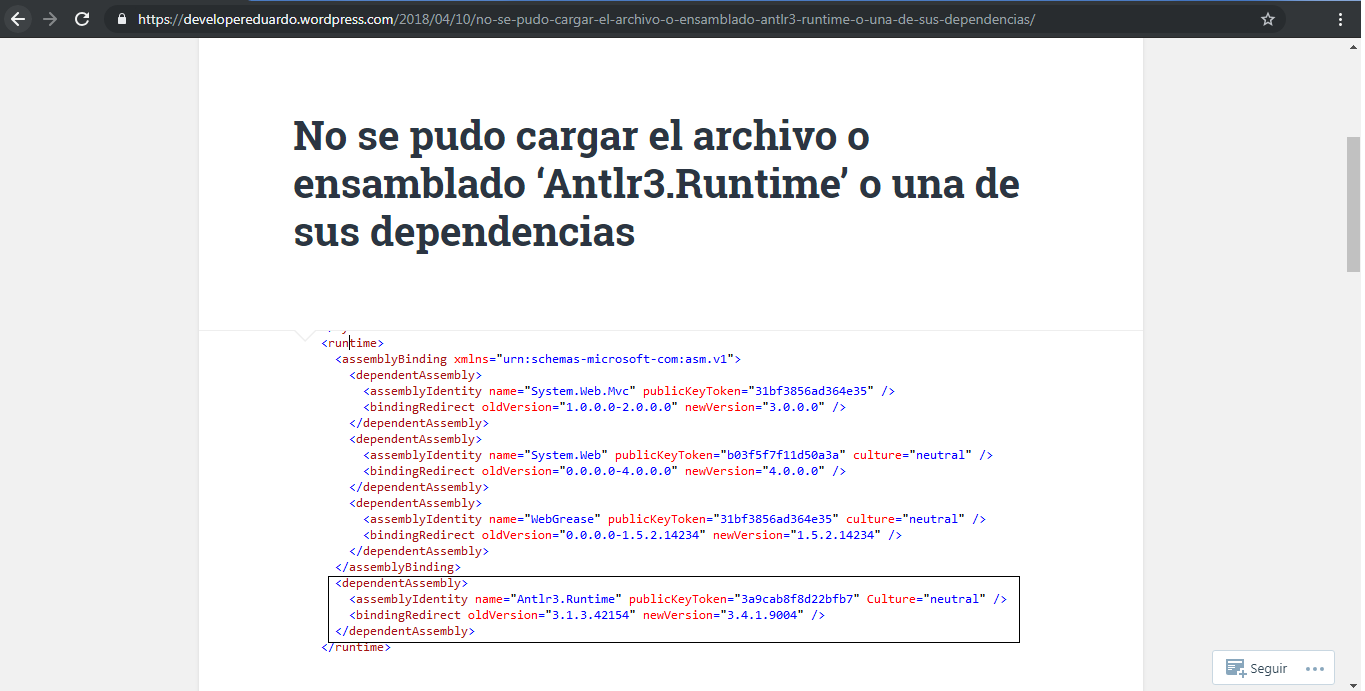 https://developereduardo.wordpress.com/2018/04/10/no-se-pudo-cargar-el-archivo-o-ensamblado-antlr3-runtime-o-una-de-sus-dependencias/
No se pudo cargar el archivo o
ensamblado ‘Antlr3.Runtime’ o una de
sus dependencias
<runtime>
<assemblyBinding xmlns="urn:schemas-microsoft-com:asm.v1">
<dependentAssembly>
<assemblyIdentity name="System.Web.Mvc" publicKeyToken="31bf3856ad364e35" />
<bindingRedirect oldVersion="1.0.0.0-2.0.0.0" newVersion="3.0.0.0" />
</dependentAssembly>
<dependentAssembly>
<assemblyIdentity name="System.Web" publicKeyToken="b03f5f7f11d50a3a" culture="neutral" />
<bindingRedirect oldVersion="0.0.0.0-4.0.0.0" newVersion="4.0.0.0" />
</dependentAssembly>
<dependentAssembly>
<assemblyIdentity name="WebGrease" publicKeyToken="31bf3856ad364e35" culture="neutral" />
<bindingRedirect oldVersion="0.0.0.0-1.5.2.14234" newVersion="1.5.2.14234" />
</dependentAssembly>
</assemblyBinding>
<dependentAssembly>
<assemblyIdentity name="Antlr3.Runtime" publicKeyToken="3a9cab8f8d22bfb7" Culture="neutral" />
<bindingRedirect oldVersion="3.1.3.42154" newVersion="3.4.1.9004" />
</dependentAssembly>
</runtime>
Seguir